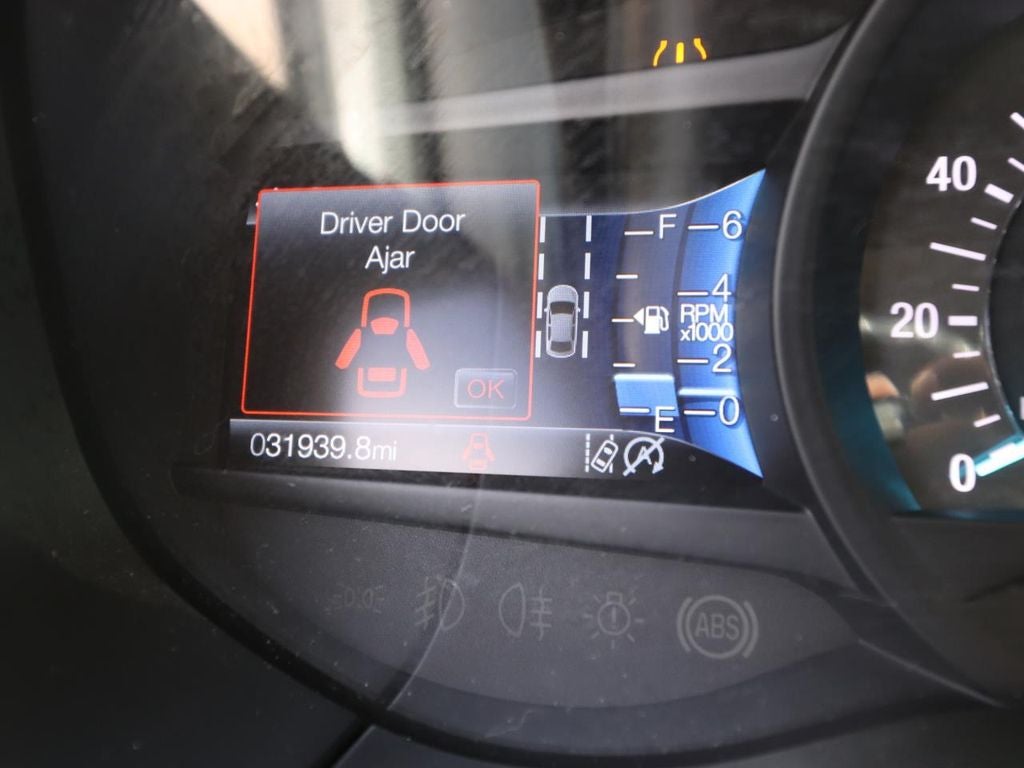 Driver Door
Ajar
OK
F
E
6
4
RPM
x1000
2
0
031939.8mi
40
20
0
ABS